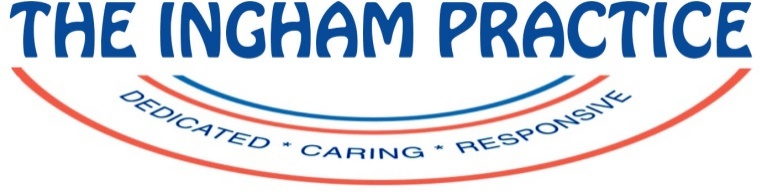 THE INGHAM PRACTICE
DEDICATED * CARING * RESPONSIVE